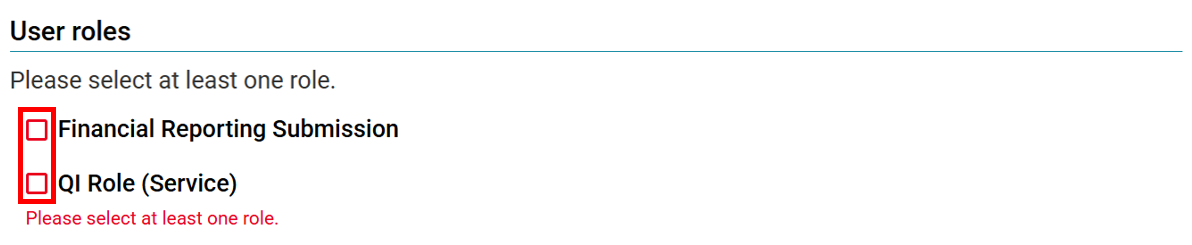 User roles
Please select at least one role.
Financial Reporting Submission
QI Role (Service)
Please select at least one role.